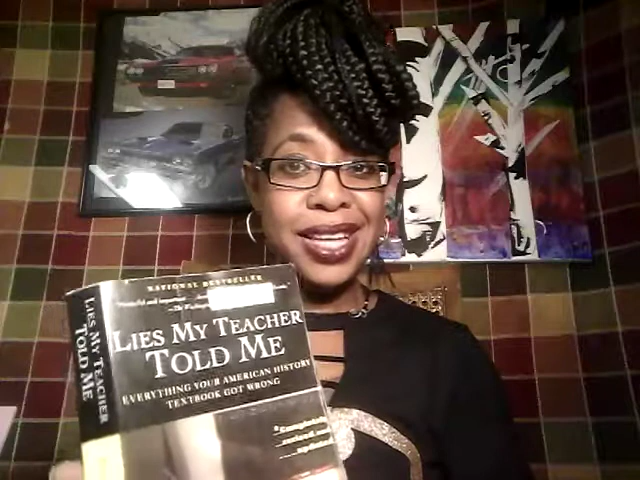 NATIONAL BESTSELLER
LIES MY TEACHER
TOLD ME
EVERYTHING YOUR AMERICAN HISTORY
TEXTBOOK GOT WRONG
LIES MY TEACHER
TOLD ME